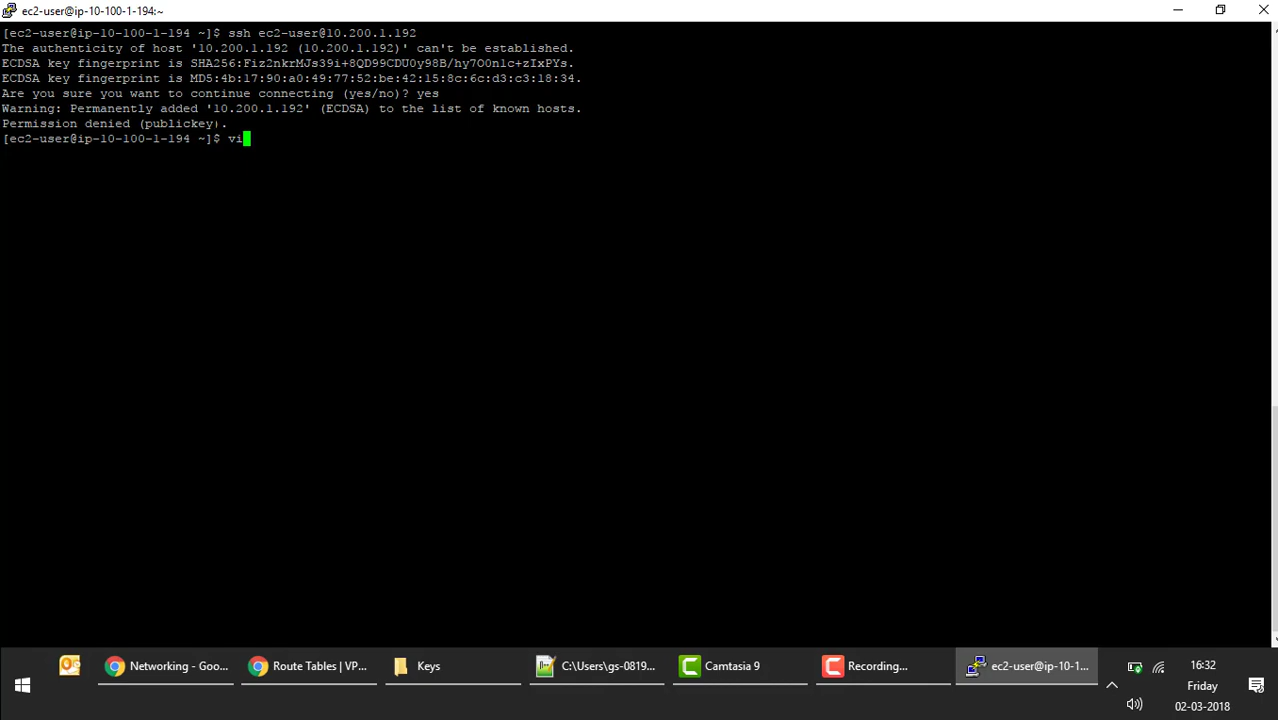 ec2-user@ip-10-100-1-194:~
[ec2-user@ip-10-100-1-194 ~]$ ssh ec2-user@10.200.1.192
The authenticity of host '10.200.1.192 (10.200.1.192)' can't be established.
ECDSA key fingerprint is SHA256:Fiz2nkrMJs39i+8QD99CDU0y98B/hy7O0n1c+zIxPYs.
ECDSA key fingerprint is MD5:4b:17:90:a0:49:77:52:be:42:15:8c:6c:d3:c3:18:34.
Are you sure you want to continue connecting (yes/no)? yes
Warning: Permanently added '10.200.1.192' (ECDSA) to the list of known hosts.
Permission denied (publickey).
[ec2-user@ip-10-100-1-194 ~]$ vi
Networking - Goo... Route Tables | VP... Keys C:\Users\gs-0819... Camtasia 9 Recording... ec2-user@ip-10-1... 16:32
Friday
02-03-2018